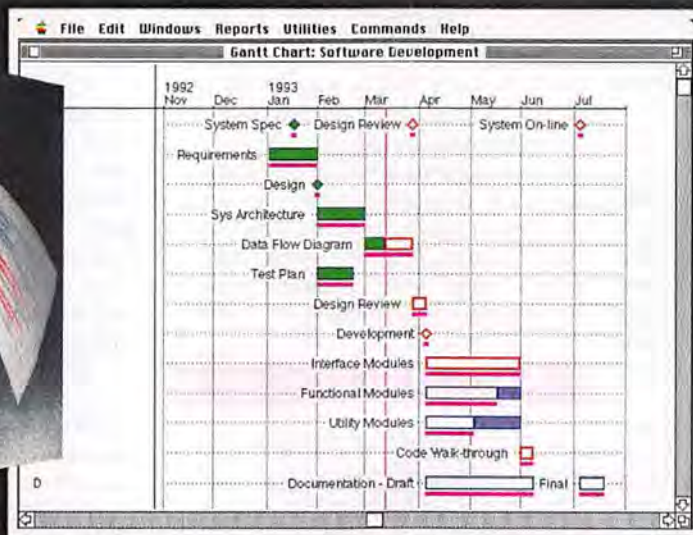 File Edit Windows Reports Utilities Commands Help
Gantt Chart: Software Development
1992 1993
Nov Dec Jan Feb Mar Apr May Jun Jul
System Spec Design Review System On-line
Requirements
Design
Sys Architecture
Data Flow Diagram
Test Plan
Design Review
Development
Interface Modules
Functional Modules
Utility Modules
Code Walk-through
D Documentation - Draft Final